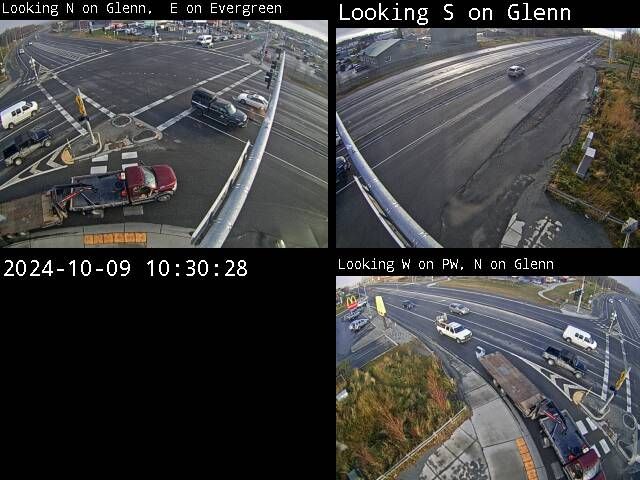 Looking N on Glenn,  E on Evergreen
Looking S on Glenn
2024-10-09 10:30:28
Looking W on PW, N on Glenn